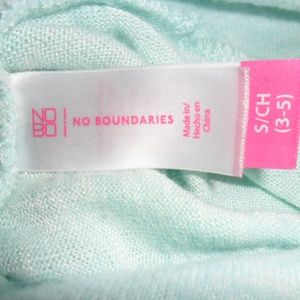 NO
BO
NO BOUNDARIES
Made in/
Hecho en
China
S/CH
(3-5)